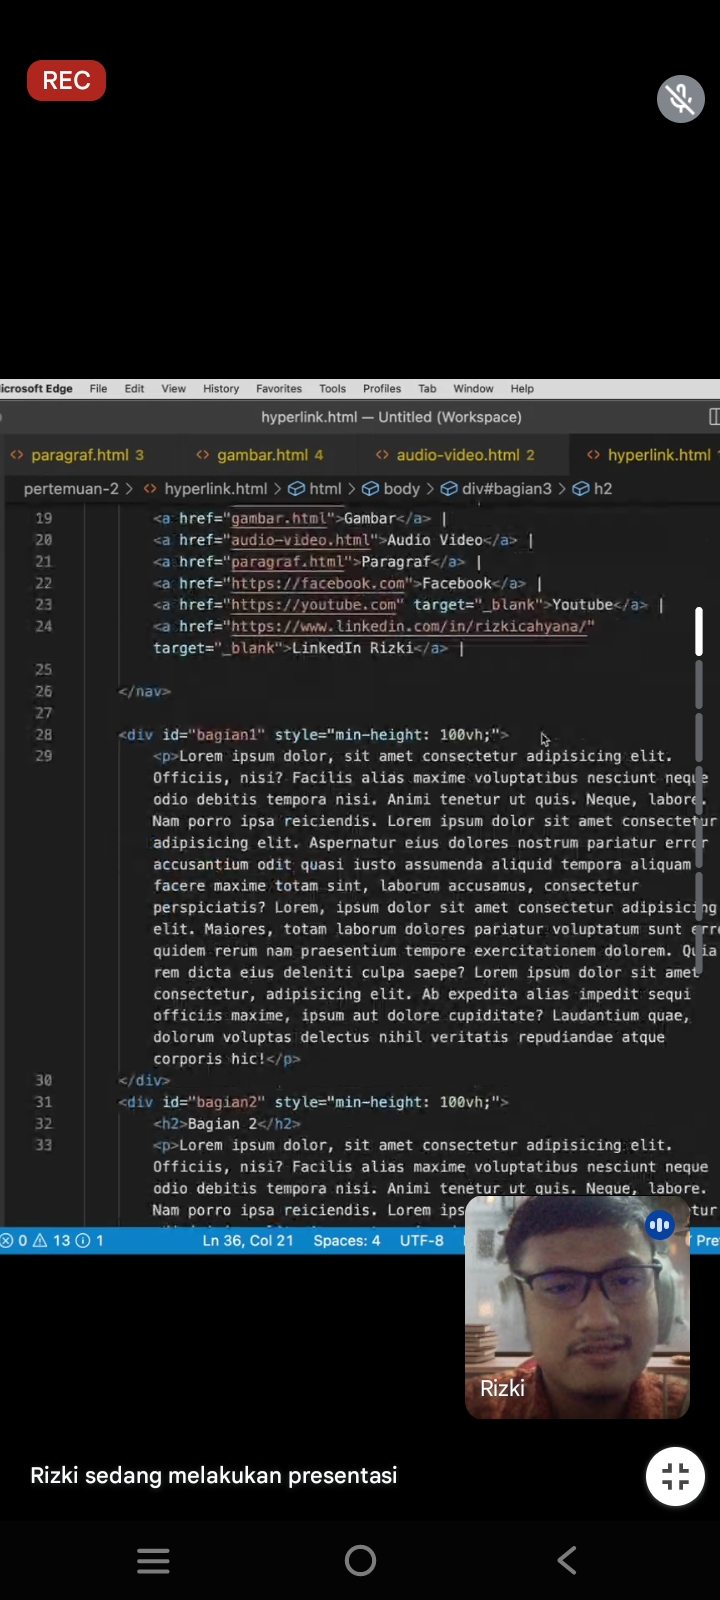 REC
icrosoft Edge File Edit View History Favorites Tools Profiles Tab Window Help
hyperlink.html — Untitled (Workspace)
paragraf.html 3 gambar.html 4 audio-video.html 2 hyperlink.html
pertemuan-2 > hyperlink.html > html > body > div#bagian3 > h2
19 <a href="gambar.html">Gambar</a> |
20 <a href="audio-video.html">Audio Video</a> |
21 <a href="paragraf.html">Paragraf</a> |
22 <a href="https://facebook.com">Facebook</a> |
23 <a href="https://youtube.com" target="_blank">Youtube</a> |
24 <a href="https://www.linkedin.com/in/rizkicahyana/"
target="_blank">LinkedIn Rizki</a> |
25
26 </nav>
27
28 <div id="bagian1" style="min-height: 100vh;">
29 <p>Lorem ipsum dolor, sit amet consectetur adipisicing elit.
Officiis, nisi? Facilis alias maxime voluptatibus nesciunt neque
odio debitis tempora nisi. Animi tenetur ut quis. Neque, labore.
Nam porro ipsa reiciendis. Lorem ipsum dolor sit amet consectetur
adipisicing elit. Aspernatur eius dolores nostrum pariatur error
accusantium odit quasi iusto assumenda aliquid tempora aliquam
facere maxime totam sint, laborum accusamus, consectetur
perspiciatis? Lorem, ipsum dolor sit amet consectetur adipisicing
elit. Maiores, totam laborum dolores pariatur voluptatum sunt
quidem rerum nam praesentium tempore exercitationem dolorem. Quia
rem dicta eius deleniti culpa saepe? Lorem ipsum dolor sit amet
consectetur, adipisicing elit. Ab expedita alias impedit sequi
officiis maxime, ipsum aut dolore cupiditate? Laudantium quae,
dolorum voluptas delectus nihil veritatis repudiandae atque
corporis hic!</p>
30 </div>
31 <div id="bagian2" style="min-height: 100vh;">
32 <h2>Bagian 2</h2>
33 <p>Lorem ipsum dolor, sit amet consectetur adipisicing elit.
Officiis, nisi? Facilis alias maxime voluptatibus nesciunt neque
odio debitis tempora nisi. Animi tenetur ut quis. Neque, labore.
Nam porro ipsa reiciendis. Lorem ips
0 13 1 Ln 36, Col 21 Spaces: 4 UTF-8
Rizki
Rizki sedang melakukan presentasi